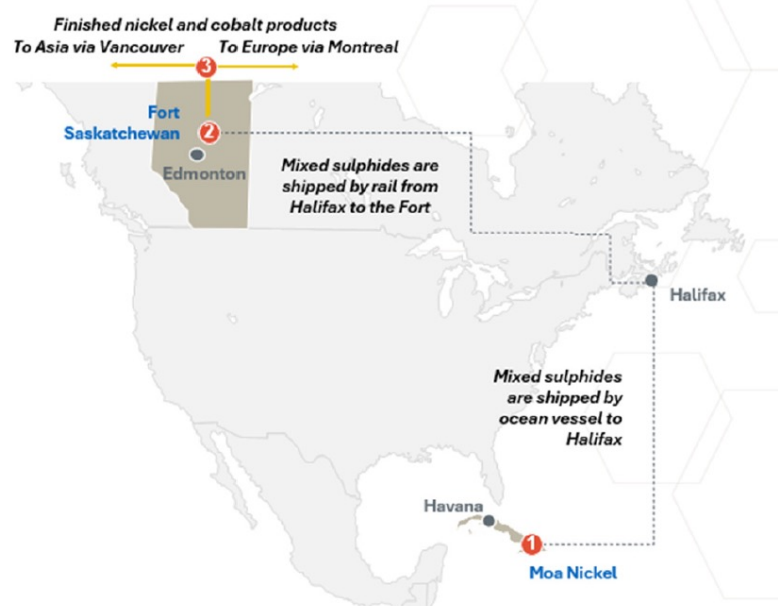 Finished nickel and cobalt products
To Asia via Vancouver
To Europe via Montreal
3
Fort
Saskatchewan
2
Edmonton
Mixed sulphides are
shipped by rail from
Halifax to the Fort
Halifax
Mixed sulphides
are shipped by
ocean vessel to
Halifax
Havana
1
Moa Nickel